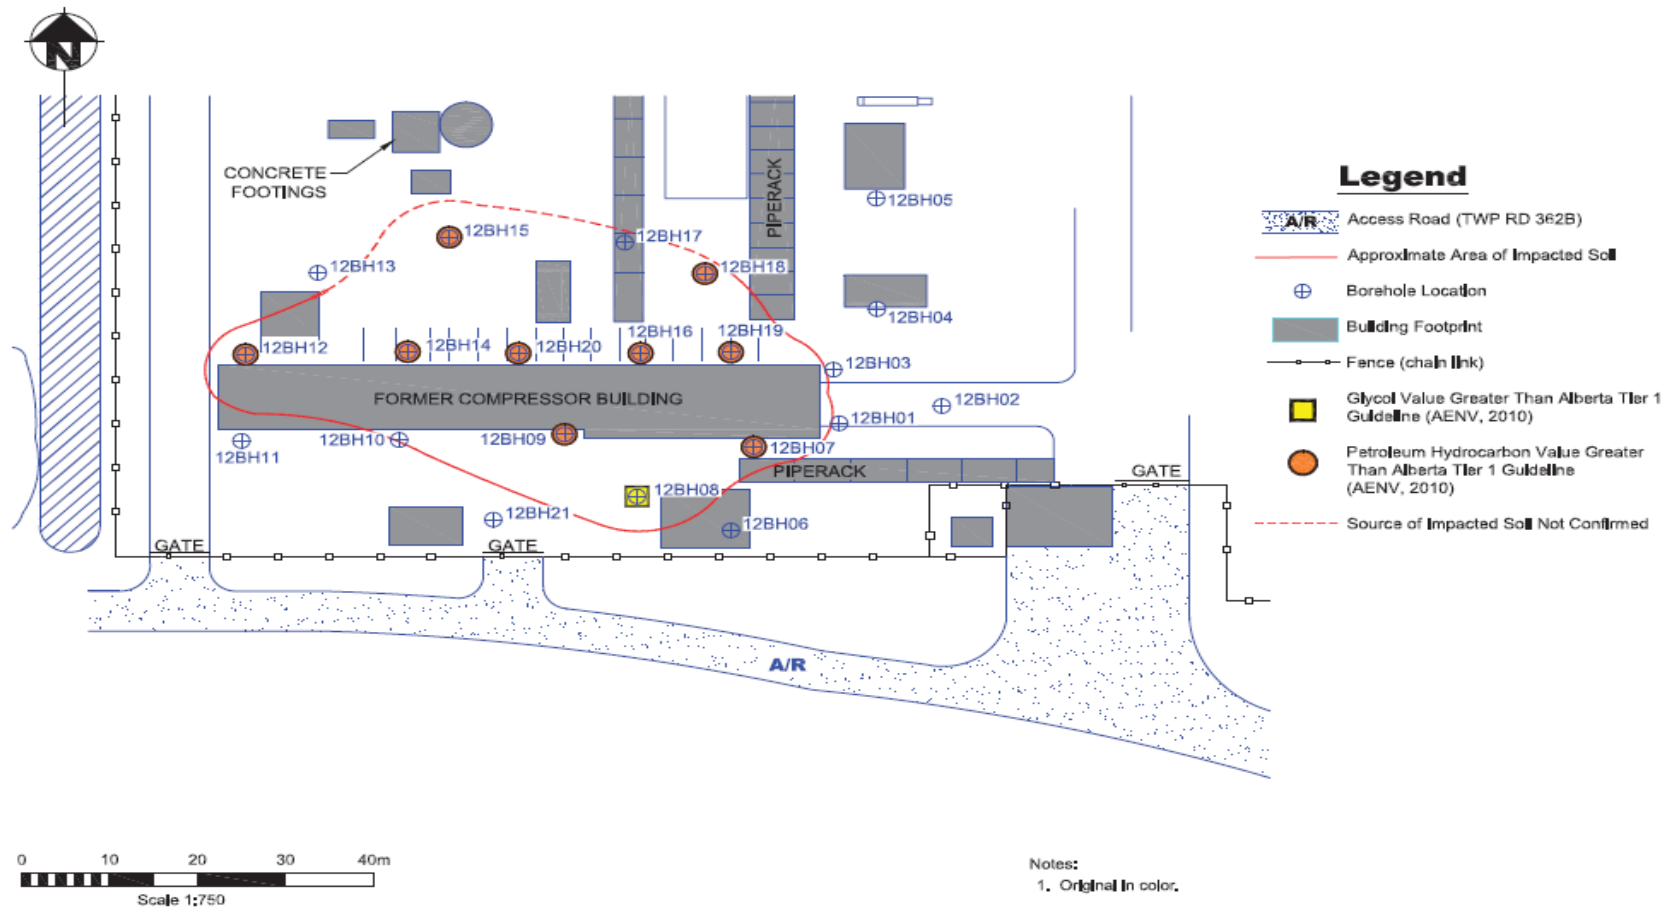 N
CONCRETE
FOOTINGS
PIPERACK
12BH05
12BH15
12BH17
12BH13
12BH18
12BH04
12BH16
12BH19
12BH12
12BH14
12BH20
12BH03
FORMER COMPRESSOR BUILDING
12BH02
12BH01
12BH10
12BH09
12BH07
12BH11
PIPERACK
GATE
12BH08
12BH21
12BH06
GATE
GATE
A/R
0 10 20 30 40m
Scale 1:750
Legend
A/R Access Road (TWP RD 362B)
Approximate Area of Impacted Soil
Borehole Location
Building Footprint
Fence (chain link)
Glycol Value Greater Than Alberta Tier 1
Guideline (AENV, 2010)
Petroleum Hydrocarbon Value Greater
Than Alberta Tier 1 Guideline
(AENV, 2010)
Source of Impacted Soil Not Confirmed
Notes:
1. Original in color.